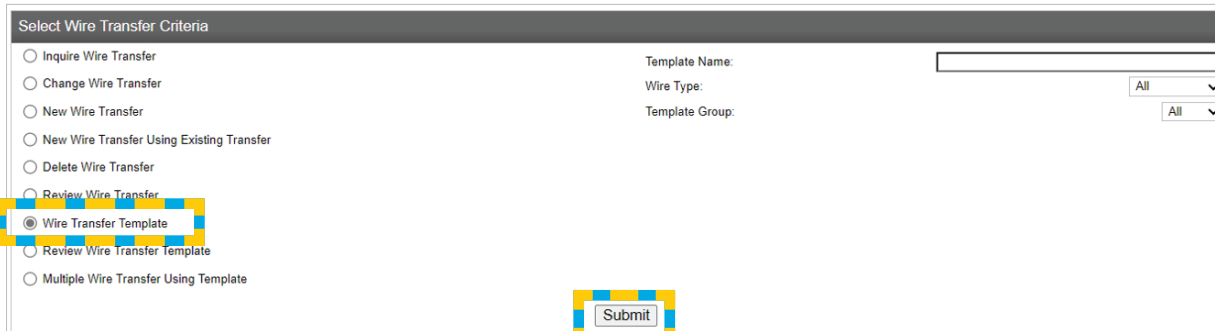 Select Wire Transfer Criteria
Inquire Wire Transfer
Change Wire Transfer
New Wire Transfer
New Wire Transfer Using Existing Transfer
Delete Wire Transfer
Review Wire Transfer
Wire Transfer Template
Review Wire Transfer Template
Multiple Wire Transfer Using Template
Template Name:
Wire Type: All
Template Group: All
Submit